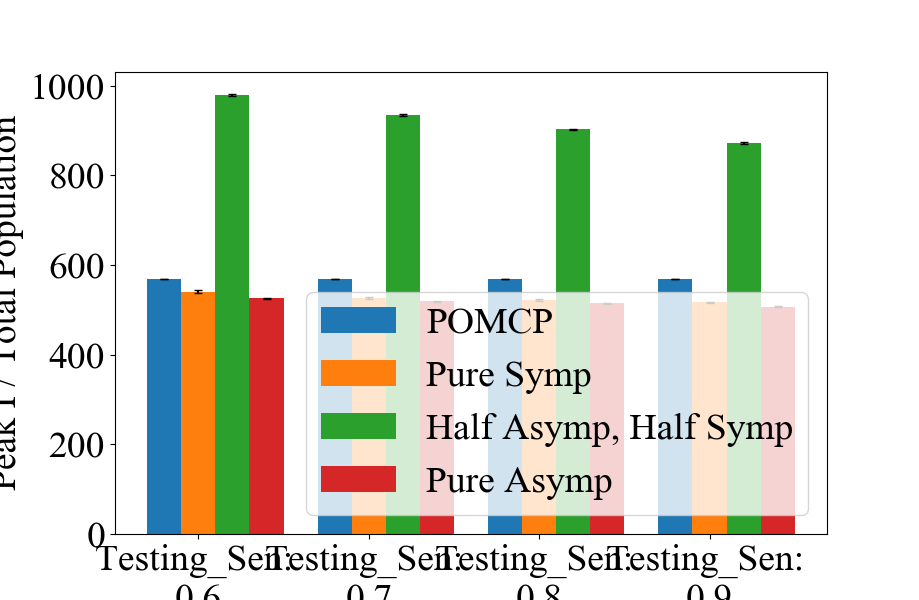 1000
800
600
400
200
0
Peak I / Total Population
POMCP
Pure Symp
Half Asymp, Half Symp
Pure Asymp
Testing_Sen: Testing_Sen: Testing_Sen: Testing_Sen:
0.6 0.7 0.8 0.9